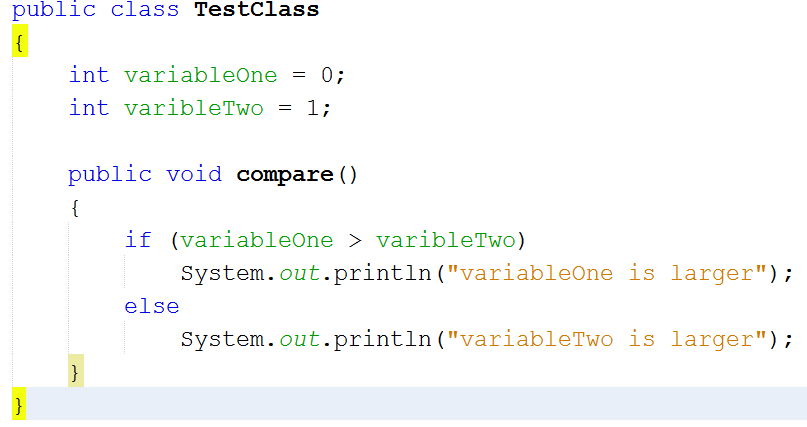 public class TestClass
{
    int variableOne = 0;
    int varibleTwo = 1;

    public void compare()
    {
        if (variableOne > varibleTwo)
            System.out.println("variableOne is larger");
        else
            System.out.println("variableTwo is larger");
    }
}